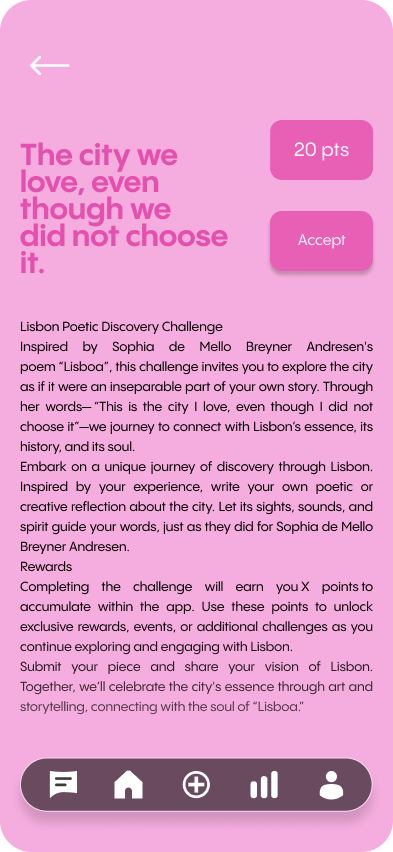 The city we
love, even
though we
did not choose
it.
20 pts
Accept
Lisbon Poetic Discovery Challenge
Inspired by Sophia de Mello Breyner Andresen's
poem “Lisboa”, this challenge invites you to explore the city
as if it were an inseparable part of your own story. Through
her words—“This is the city I love, even though I did not
choose it”—we journey to connect with Lisbon’s essence, its
history, and its soul.
Embark on a unique journey of discovery through Lisbon.
Inspired by your experience, write your own poetic or
creative reflection about the city. Let its sights, sounds, and
spirit guide your words, just as they did for Sophia de Mello
Breyner Andresen.
Rewards
Completing the challenge will earn you X points to
accumulate within the app. Use these points to unlock
exclusive rewards, events, or additional challenges as you
continue exploring and engaging with Lisbon.
Submit your piece and share your vision of Lisbon.
Together, we’ll celebrate the city’s essence through art and
storytelling, connecting with the soul of “Lisboa.”